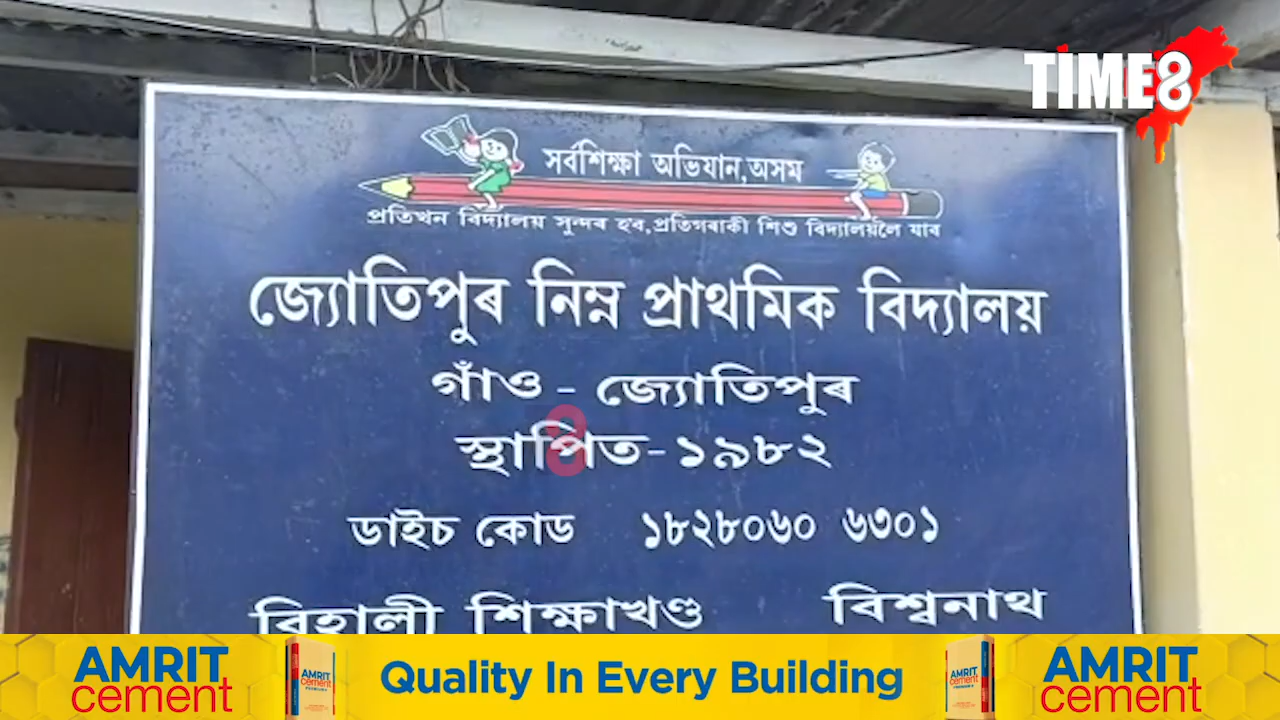 TIME8
সৰ্বশিক্ষা অভিযান,অসম
প্ৰতিখন বিদ্যালয় সুন্দৰ হ'ব,প্ৰতিগৰাকী শিশু বিদ্যালয়লৈ যাব
জ্যোতিপুৰ নিম্ন প্ৰাথমিক বিদ্যালয়
গাঁও - জ্যোতিপুৰ
স্থাপিত-১৯৮২
ডাইচ কোড ১৮২৮০৬০ ৬৩০১
বিহালী শিক্ষাখণ্ড বিশ্বনাথ
AMRIT cement Quality In Every Building AMRIT cement